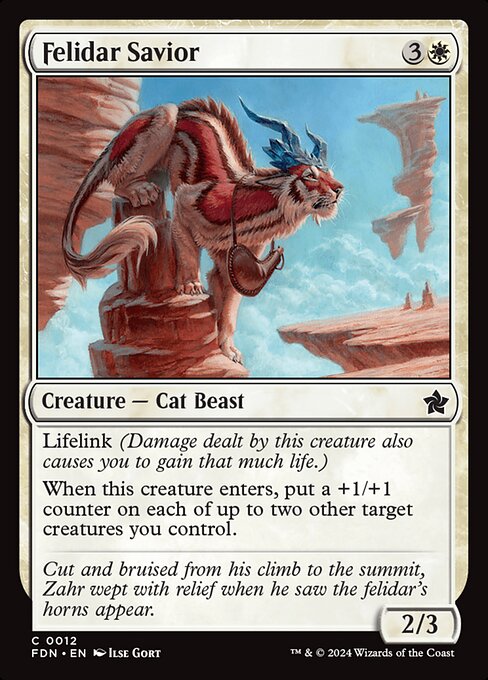 Felidar Savior 3
Creature — Cat Beast
Lifelink (Damage dealt by this creature also
causes you to gain that much life.)
When this creature enters, put a +1/+1
counter on each of up to two other target
creatures you control.
Cut and bruised from his climb to the summit,
Zahr wept with relief when he saw the felidar's
horns appear.
2/3
C 0012
FDN • EN Ilse Gort
™ & © 2024 Wizards of the Coast